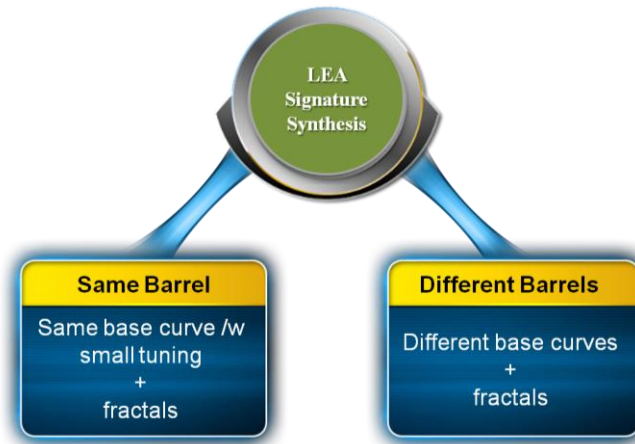 LEA
Signature
Synthesis
Same Barrel
Same base curve /w
small tuning
+
fractals
Different Barrels
Different base curves
+
fractals